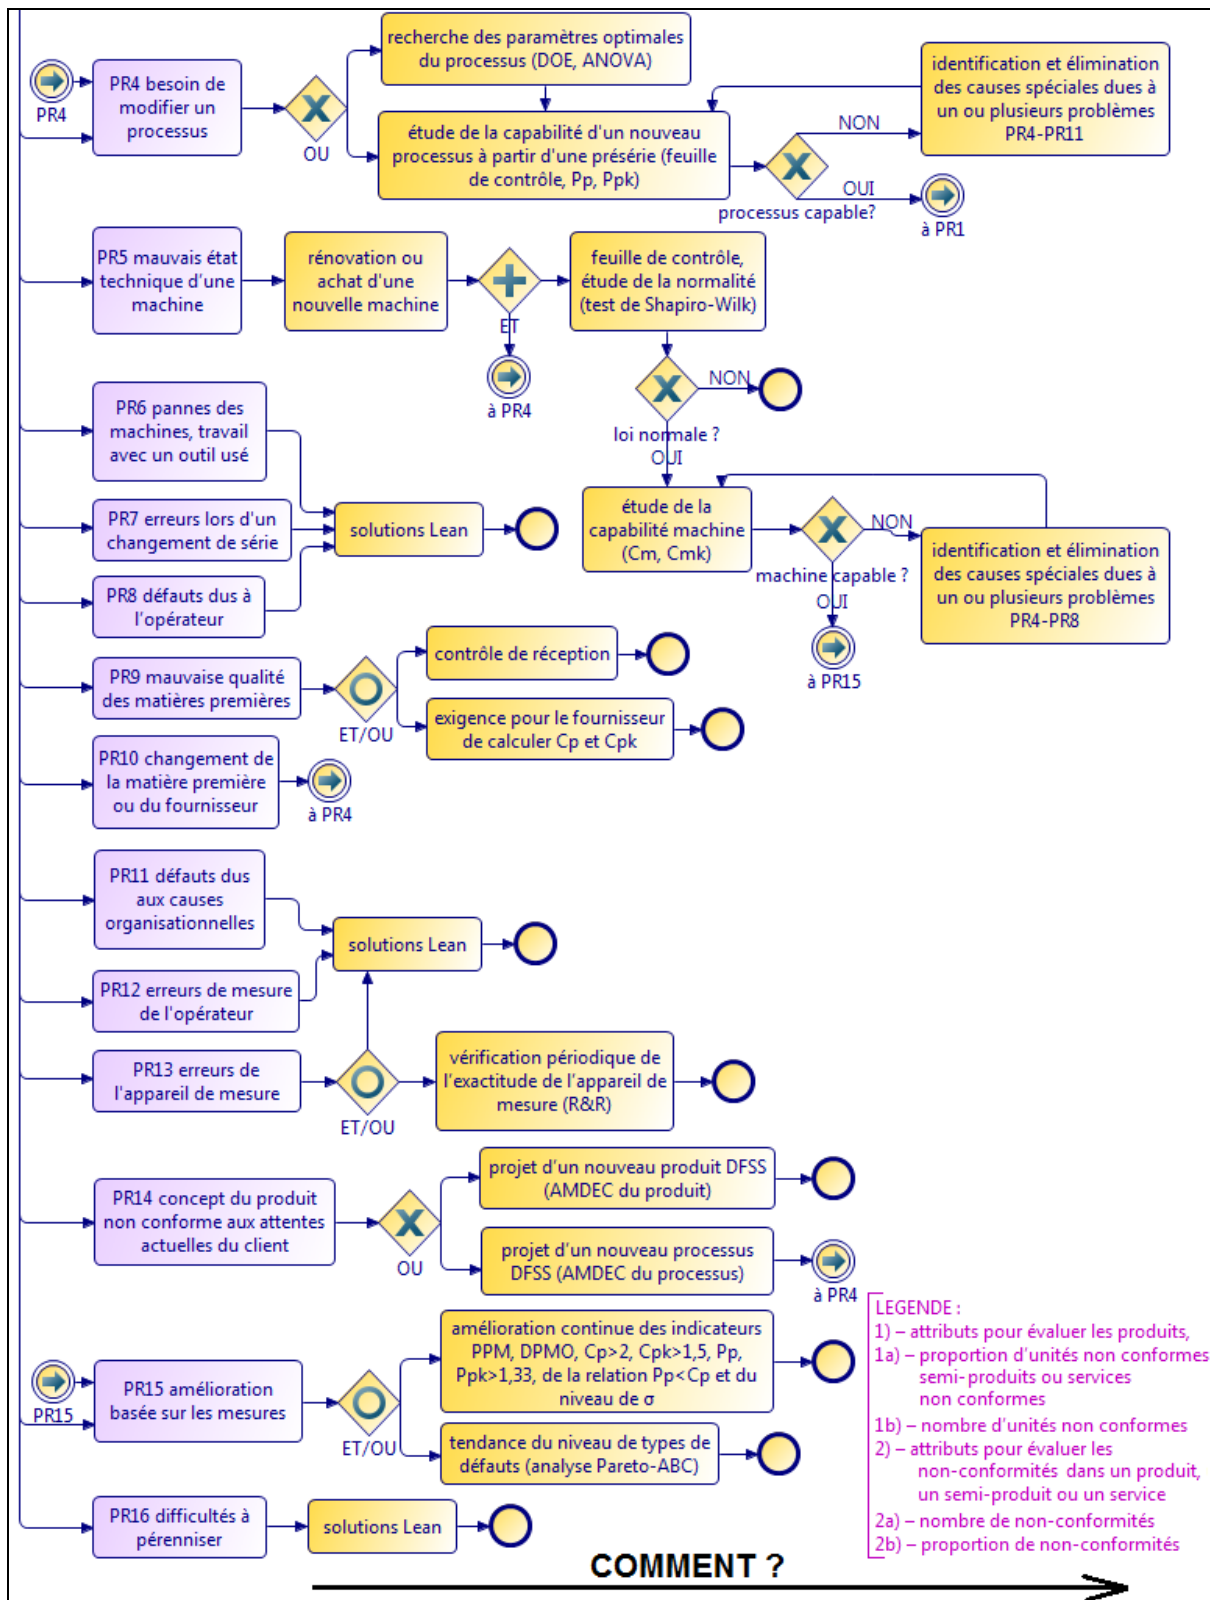 recherche des paramètres optimales
du processus (DOE, ANOVA)
identification et élimination
des causes spéciales dues à
un ou plusieurs problèmes
PR4-PR11
PR4
PR4 besoin de
modifier un
processus
OU
étude de la capabilité d'un nouveau
processus à partir d'une présérie (feuille
de contrôle, Pp, Ppk)
NON
OUI
processus capable?
à PR1
PR5 mauvais état
technique d'une
machine
rénovation ou
achat d'une
nouvelle machine
ET
à PR4
feuille de contrôle,
étude de la normalité
(test de Shapiro-Wilk)
NON
loi normale ?
OUI
PR6 pannes des
machines, travail
avec un outil usé
PR7 erreurs lors d'un
changement de série
PR8 défauts dus à
l'opérateur
solutions Lean
étude de la
capabilité machine
(Cm, Cmk)
NON
machine capable ?
OUI
à PR15
identification et élimination
des causes spéciales dues à
un ou plusieurs problèmes
PR4-PR8
PR9 mauvaise qualité
des matières premières
ET/OU
contrôle de réception
exigence pour le fournisseur
de calculer Cp et Cpk
PR10 changement de
la matière première
ou du fournisseur
à PR4
PR11 défauts dus
aux causes
organisationnelles
solutions Lean
PR12 erreurs de mesure
de l'opérateur
PR13 erreurs de
l'appareil de mesure
ET/OU
vérification périodique de
l'exactitude de l'appareil de
mesure (R&R)
PR14 concept du produit
non conforme aux attentes
actuelles du client
OU
projet d'un nouveau produit DFSS
(AMDEC du produit)
projet d'un nouveau processus
DFSS (AMDEC du processus)
à PR4
PR15
PR15 amélioration
basée sur les mesures
ET/OU
amélioration continue des indicateurs
PPM, DPMO, Cp>2, Cpk>1,5, Pp,
Ppk>1,33, de la relation Pp<Cp et du
niveau de σ
tendance du niveau de types de
défauts (analyse Pareto-ABC)
PR16 difficultés à
pérenniser
solutions Lean
LEGENDE :
1) – attributs pour évaluer les produits,
1a) – proportion d'unités non conformes
semi-produits ou services
non conformes
1b) – nombre d'unités non conformes
2) – attributs pour évaluer les
non-conformités dans un produit,
un semi-produit ou un service
2a) – nombre de non-conformités
2b) – proportion de non-conformités
COMMENT ?